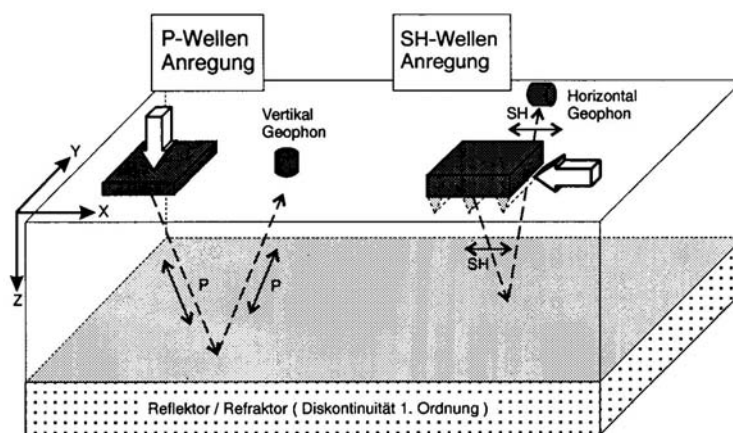 P-Wellen
Anregung
SH-Wellen
Anregung
Vertikal
Geophon
SH
Horizontal
Geophon
Y
X
Z
P
P
SH
Reflektor / Refraktor ( Diskontinuität 1. Ordnung )